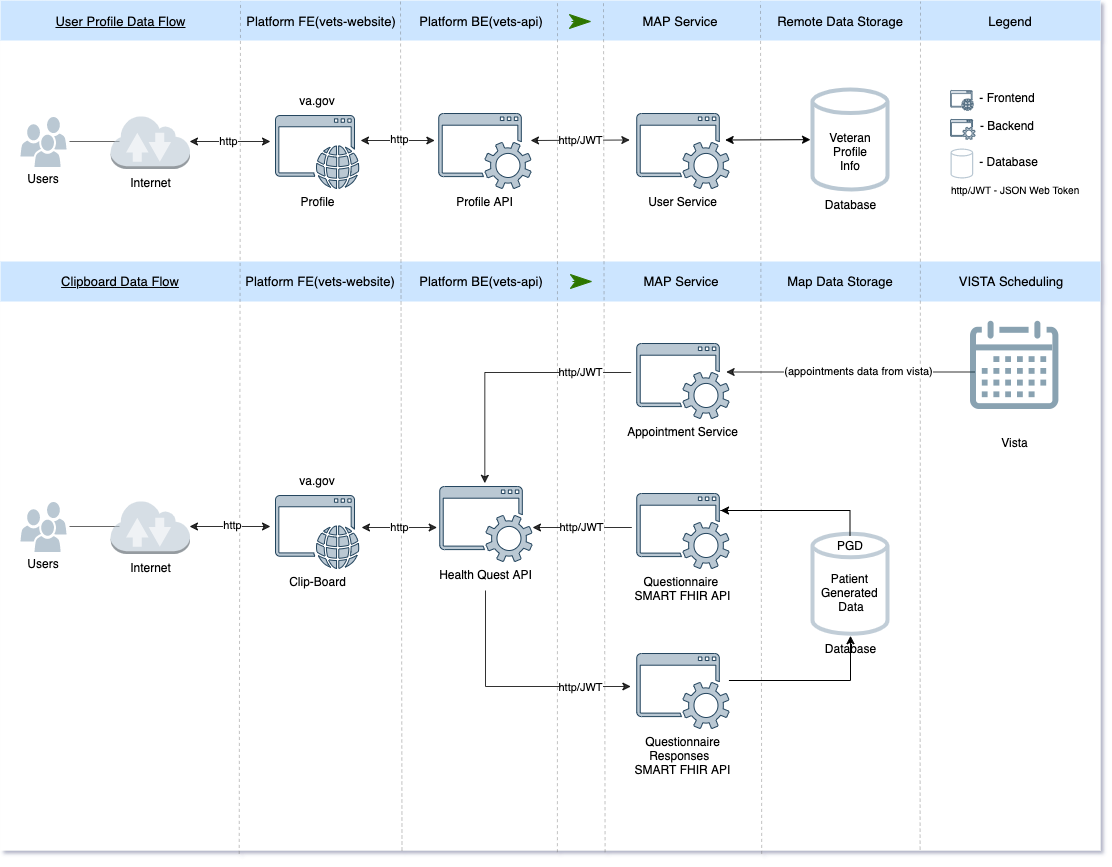 User Profile Data Flow
Platform FE(vets-website)
Platform BE(vets-api)
MAP Service
Remote Data Storage
Legend
va.gov
Users
Internet
http
Profile
http
Profile API
http/JWT
User Service
Veteran
Profile
Info
Database
- Frontend
- Backend
- Database
http/JWT - JSON Web Token
Clipboard Data Flow
Platform FE(vets-website)
Platform BE(vets-api)
MAP Service
Map Data Storage
VISTA Scheduling
http/JWT
Appointment Service
(appointments data from vista)
Vista
va.gov
Users
Internet
http
Clip-Board
http
Health Quest API
http/JWT
Questionnaire
SMART FHIR API
PGD
Patient
Generated
Data
Database
http/JWT
Questionnaire
Responses
SMART FHIR API